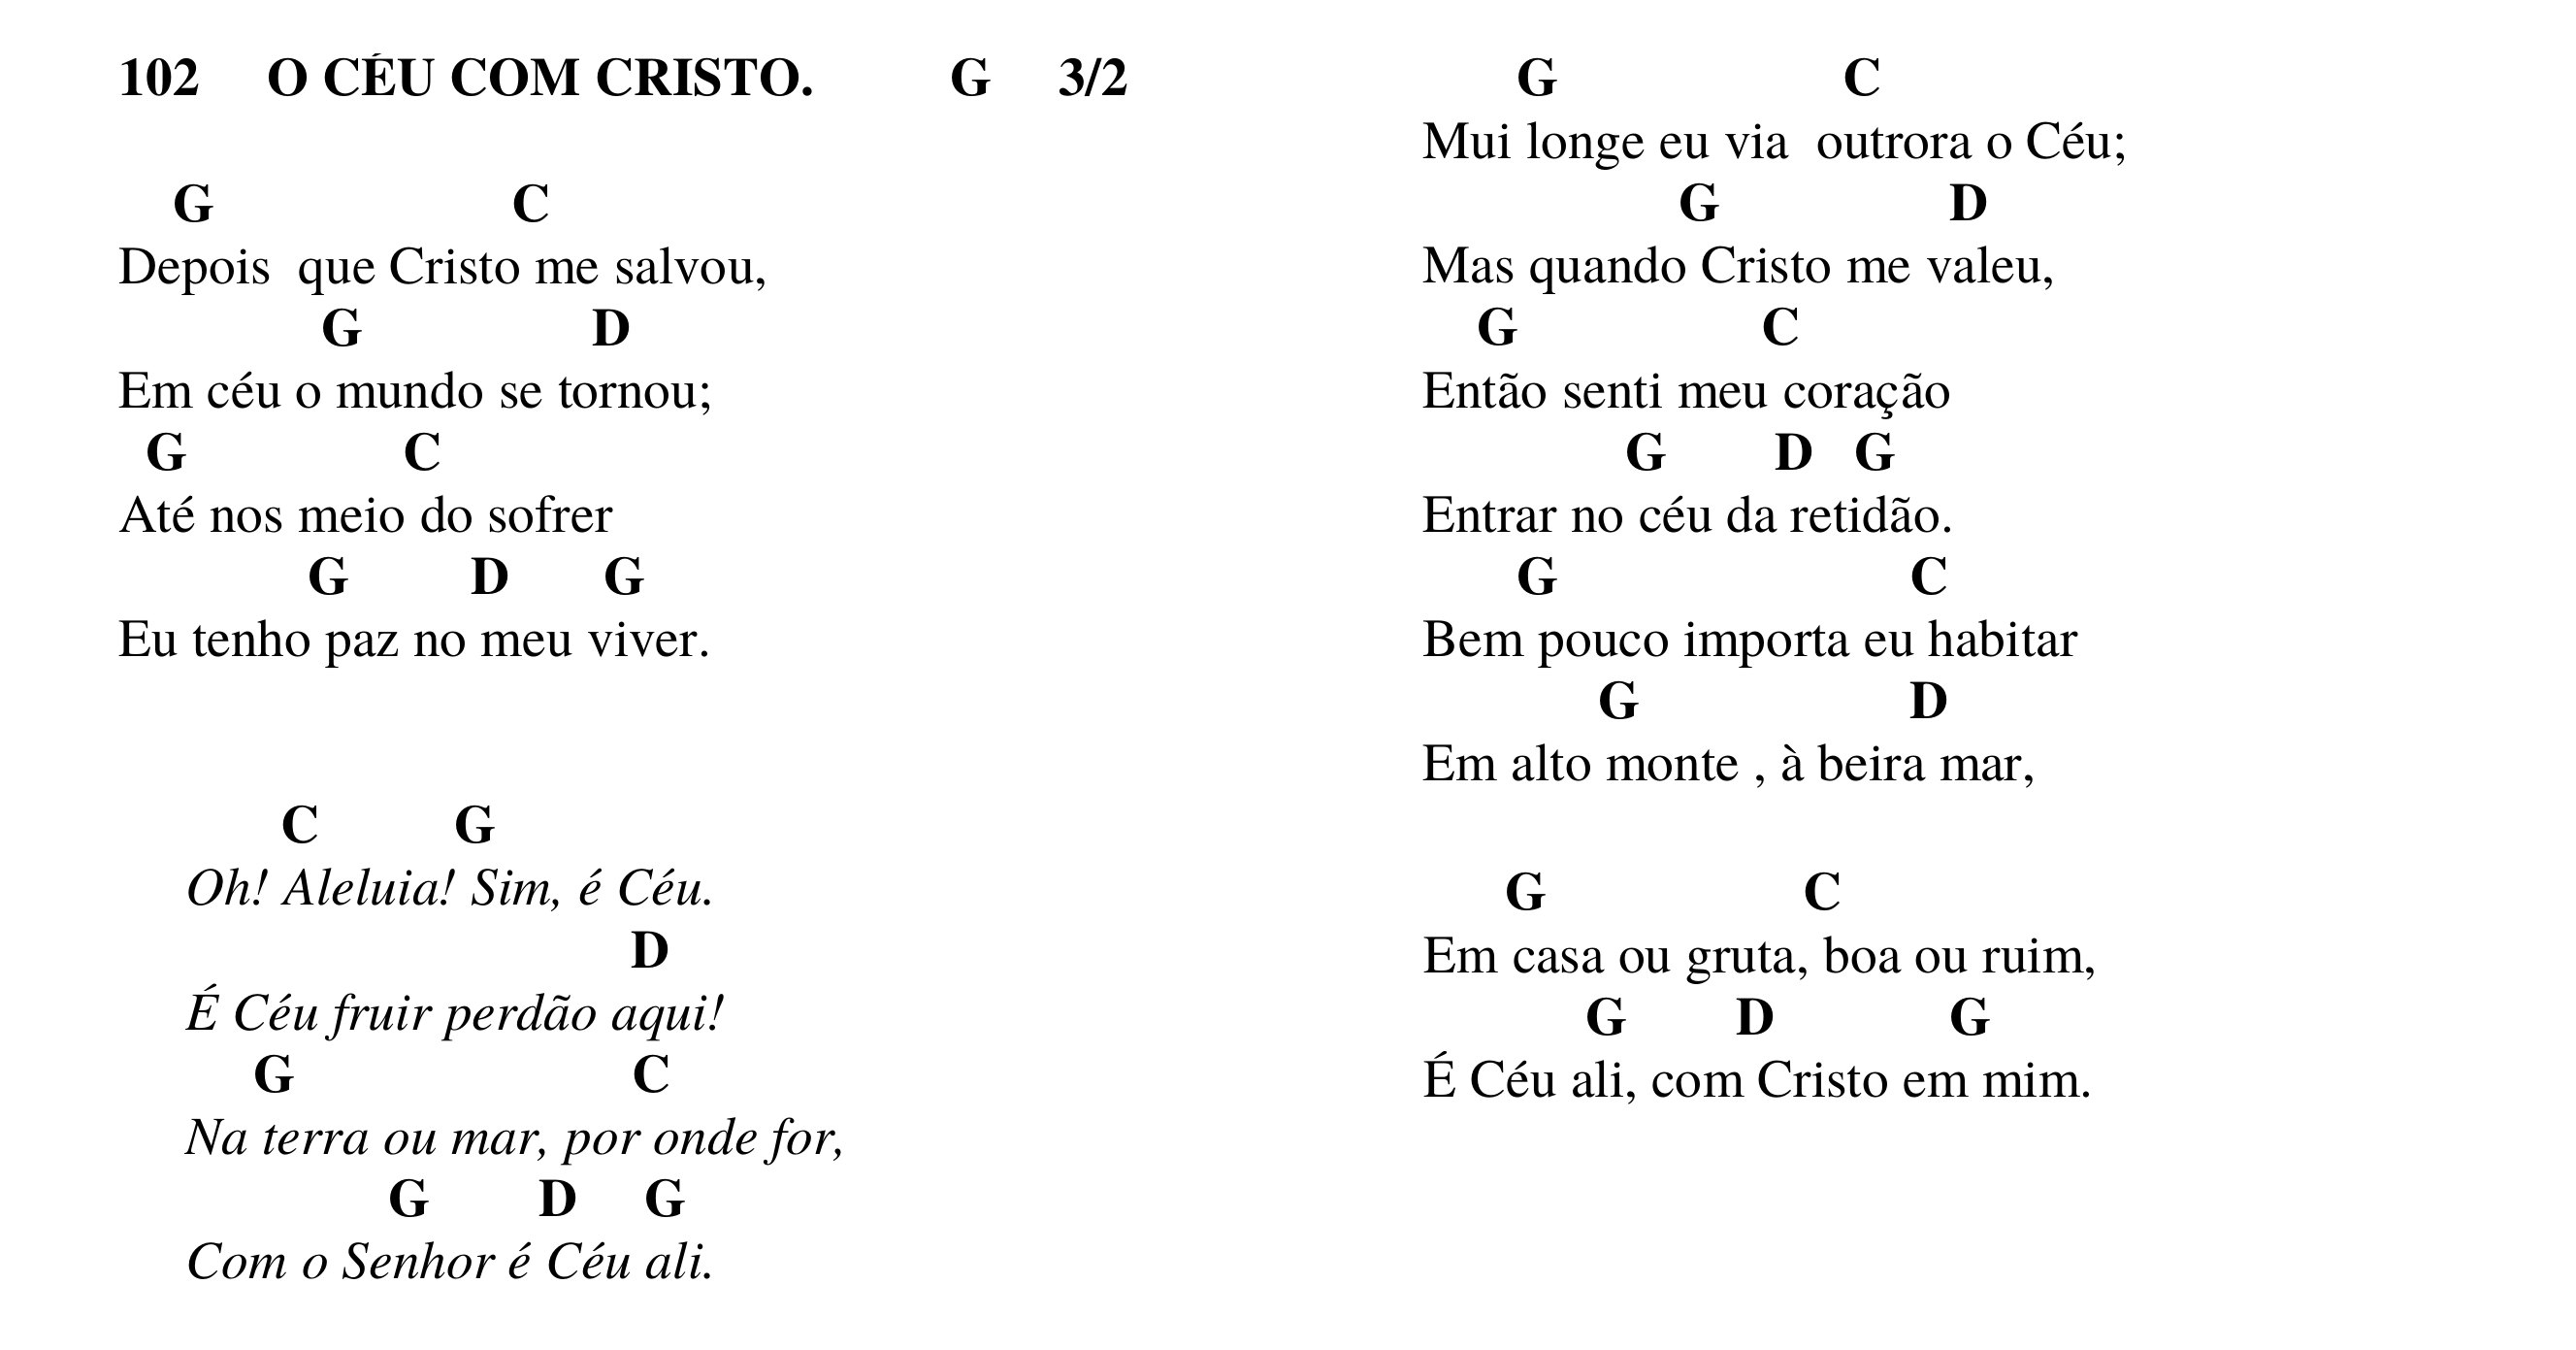 102 O CÉU COM CRISTO. G 3/2
G C
Depois que Cristo me salvou,
G D
Em céu o mundo se tornou;
G C
Até nos meio do sofrer
G D G
Eu tenho paz no meu viver.
C G
Oh! Aleluia! Sim, é Céu.
D
É Céu fruir perdão aqui!
G C
Na terra ou mar, por onde for,
G D G
Com o Senhor é Céu ali.
G C
Mui longe eu via outrora o Céu;
G D
Mas quando Cristo me valeu,
G C
Então senti meu coração
G D G
Entrar no céu da retidão.
G C
Bem pouco importa eu habitar
G D
Em alto monte , à beira mar,
G C
Em casa ou gruta, boa ou ruim,
G D G
É Céu ali, com Cristo em mim.